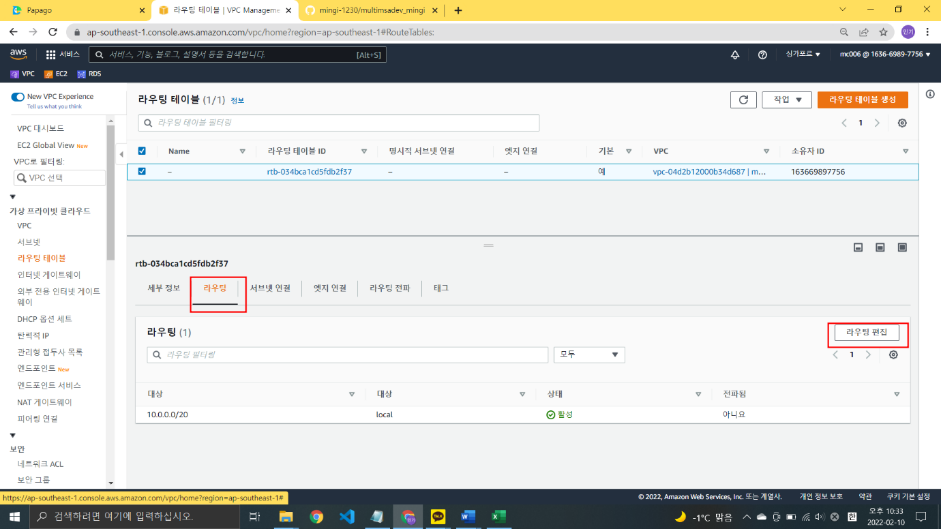 Papago
라우팅 테이블 | VPC Manageme
mingi-1230/multimsadev_mingi
ap-southeast-1.console.aws.amazon.com/vpc/home?region=ap-southeast-1#RouteTables:
민기
aws
서비스
서비스, 기능, 블로그, 설명서 등을 검색합니다.
[Alt+S]
싱가포르
mc006 @ 1636-6989-7756
VPC
EC2
RDS
New VPC Experience
Tell us what you think
VPC 대시보드
EC2 Global View New
VPC로 필터링:
VPC 선택
가상 프라이빗 클라우드
VPC
서브넷
라우팅 테이블
인터넷 게이트웨이
외부 전용 인터넷 게이트
웨이
DHCP 옵션 세트
탄력적 IP
관리형 접두사 목록
엔드포인트 New
엔드포인트 서비스
NAT 게이트웨이
피어링 연결
보안
네트워크 ACL
보안 그룹
라우팅 테이블 (1/1) 정보
작업
라우팅 테이블 생성
라우팅 테이블 필터링
1
Name
라우팅 테이블 ID
명시적 서브넷 연결
엣지 연결
기본
VPC
소유자 ID
–
rtb-034bca1cd5fdb2f37
–
–
예
vpc-04d2b12000b34d687 | m...
163669897756
rtb-034bca1cd5fdb2f37
세부 정보
라우팅
서브넷 연결
엣지 연결
라우팅 전파
태그
라우팅 (1)
라우팅 편집
라우팅 필터링
모두
1
대상
대상
상태
전파됨
10.0.0.0/20
local
활성
아니요
https://ap-southeast-1.console.aws.amazon.com/vpc/home?region=ap-southeast-1#
© 2022, Amazon Web Services, Inc. 또는 계열사.
개인 정보 보호
약관
쿠키 기본 설정
검색하려면 여기에 입력하십시오.
-1°C 맑음
오후 10:33
2022-02-10